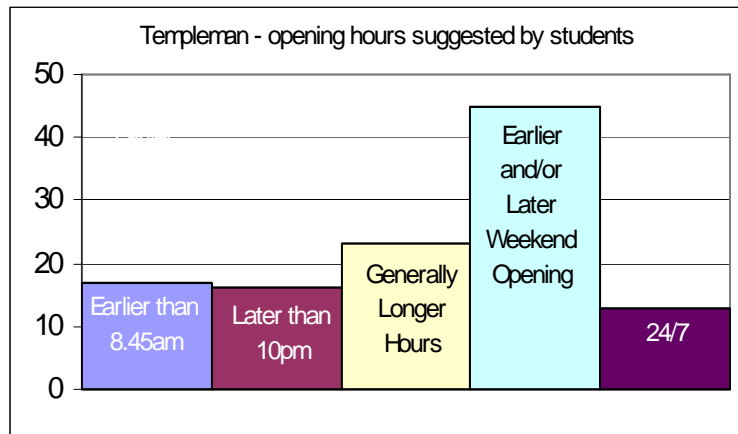 Templeman - opening hours suggested by students
50
40
30
20
10
0
Earlier than
8.45am
Later than
10pm
Generally
Longer
Hours
Earlier
and/or
Later
Weekend
Opening
24/7